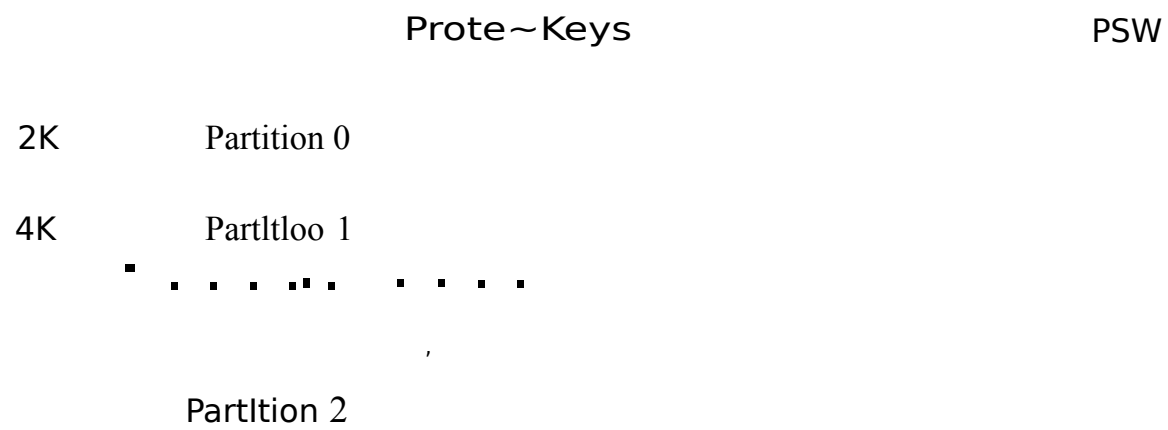 Prote~Keys PSW
2K Partition 0
4K Partltloo 1
. . . . . . . . . .
,
PartItion 2